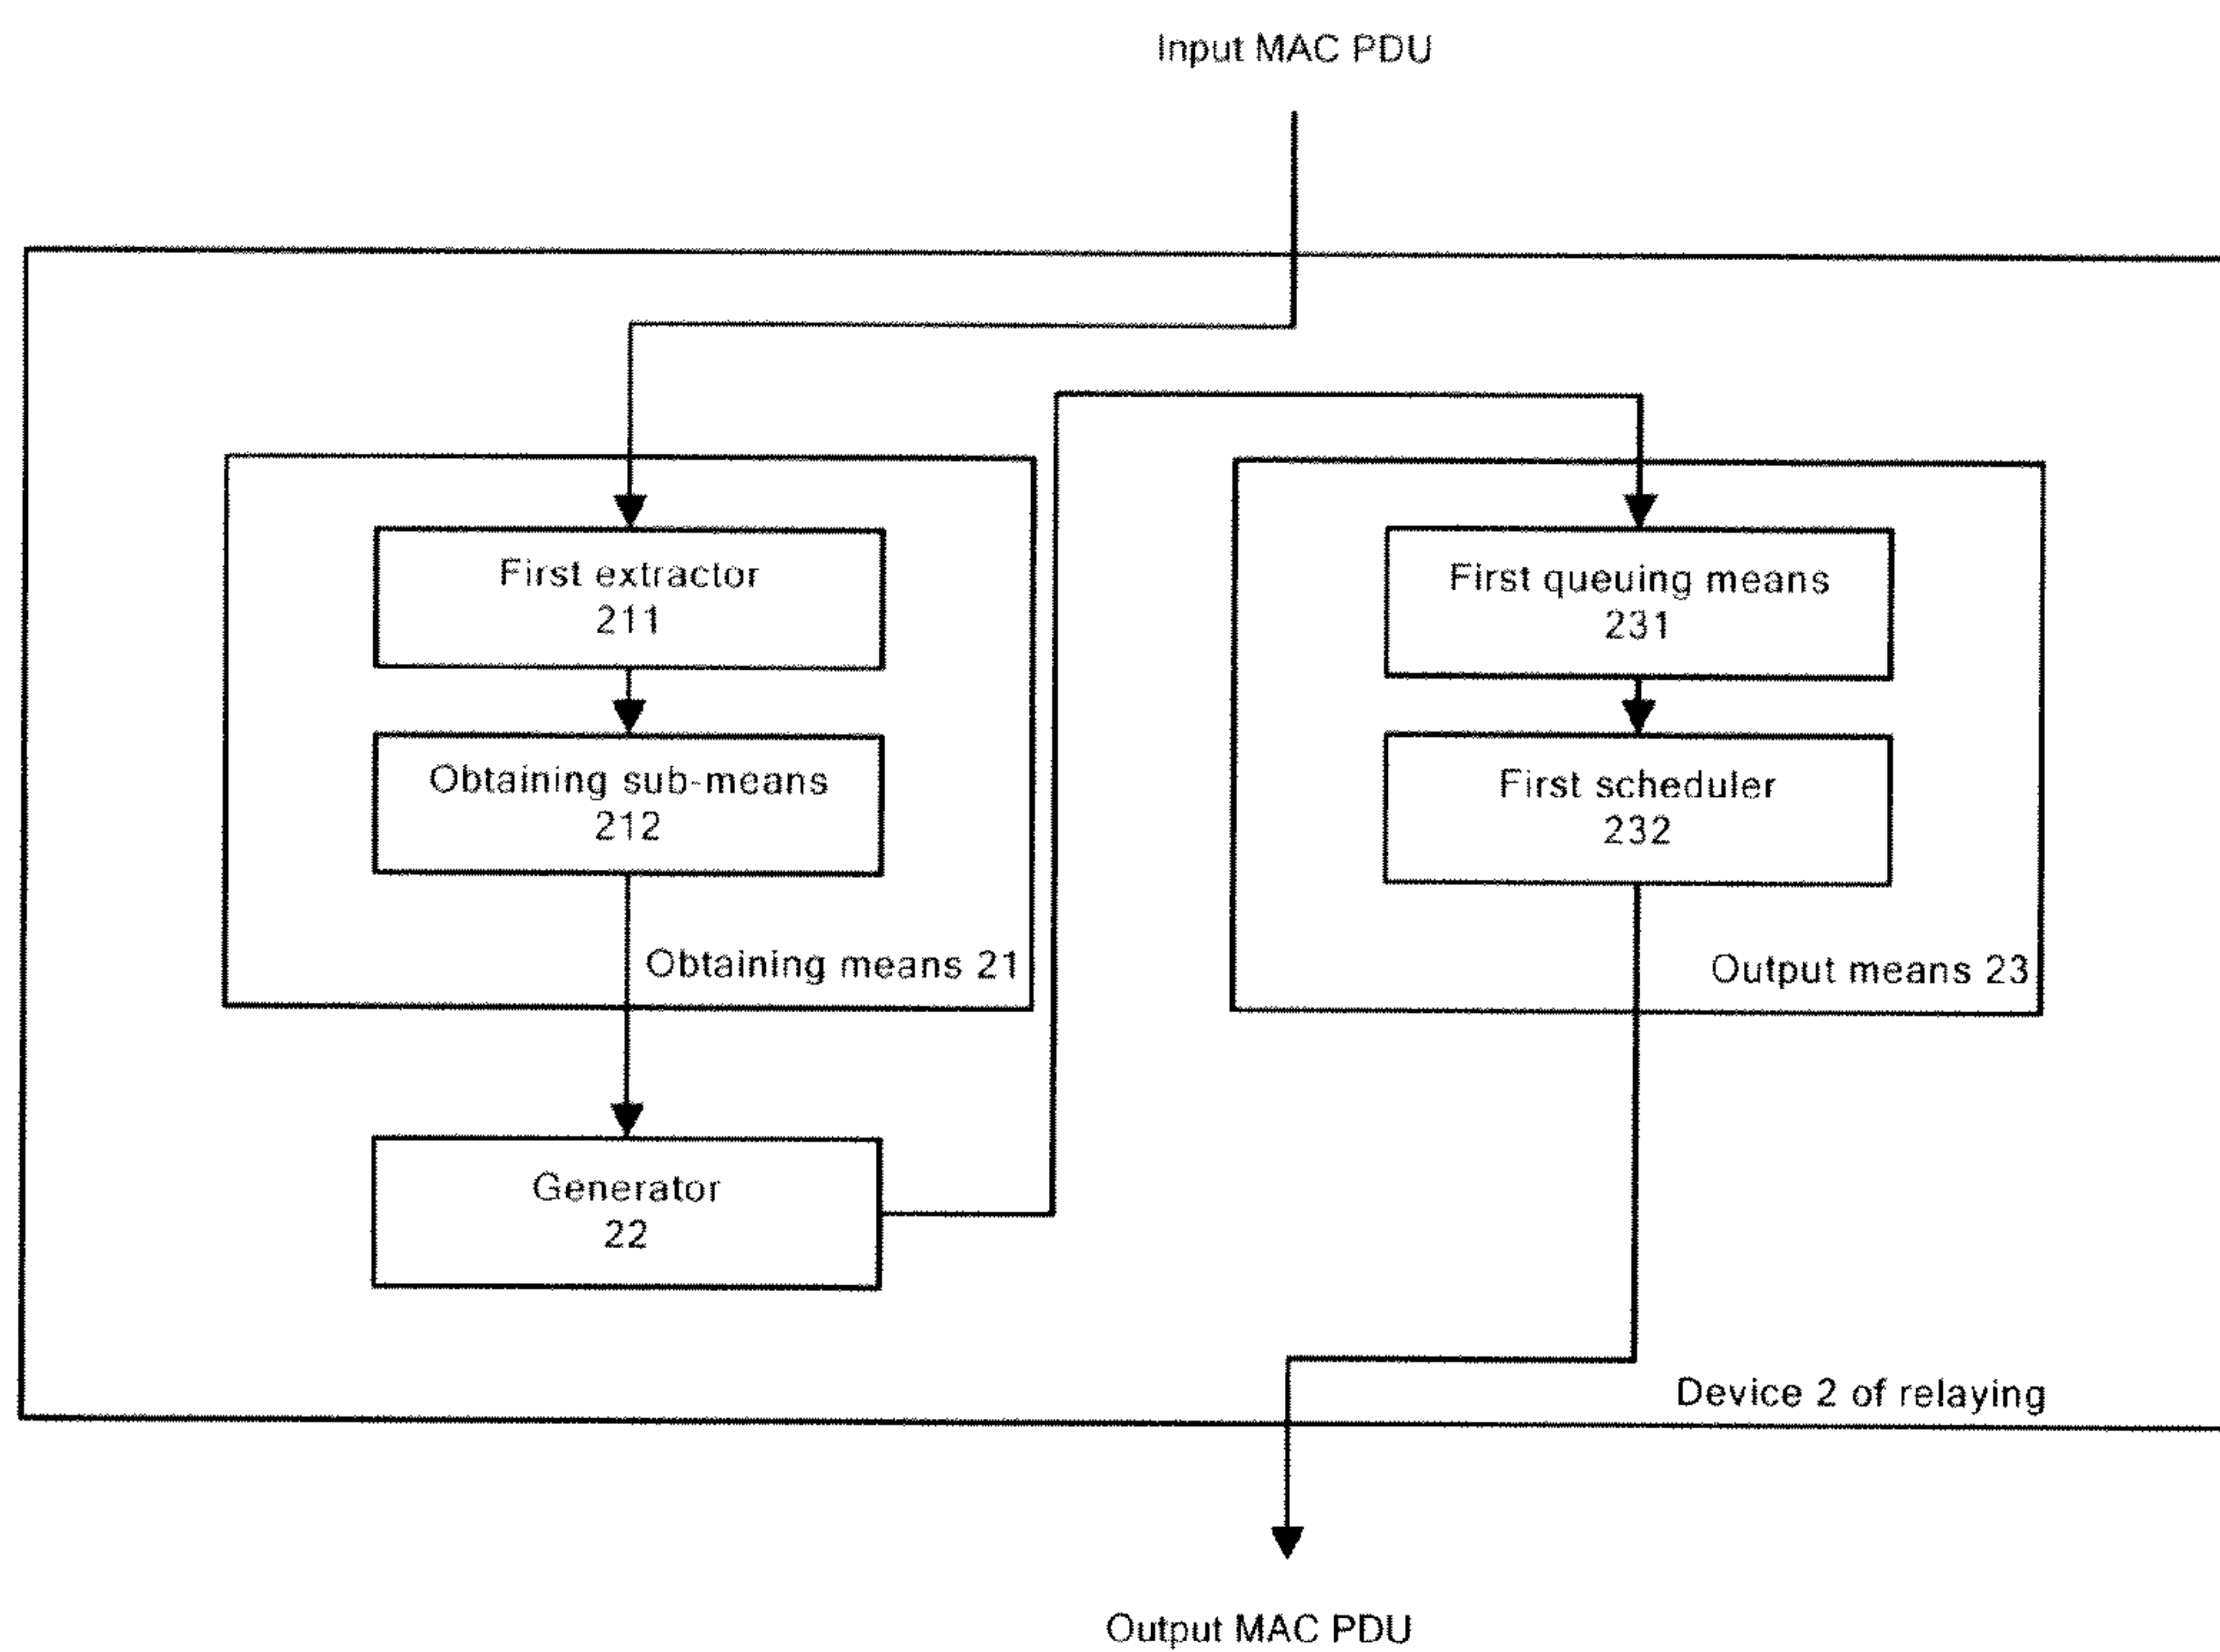 Input MAC PDU
First extractor
211
Obtaining sub-means
212
Obtaining means 21
Generator
22
First queuing means
231
First scheduler
232
Output means 23
Device 2 of relaying
Output MAC PDU